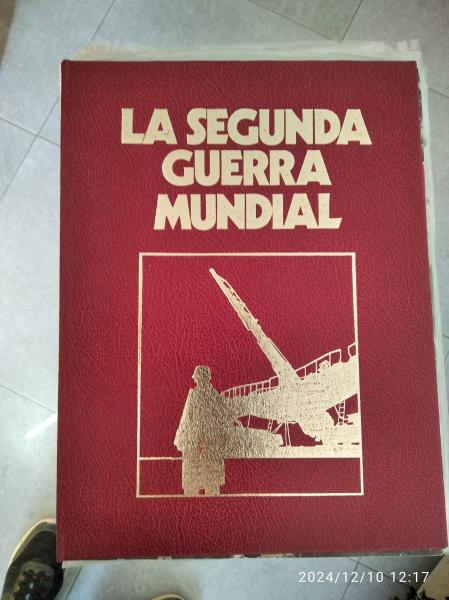 LA SEGUNDA
GUERRA
MUNDIAL
2024/12/10 12:17